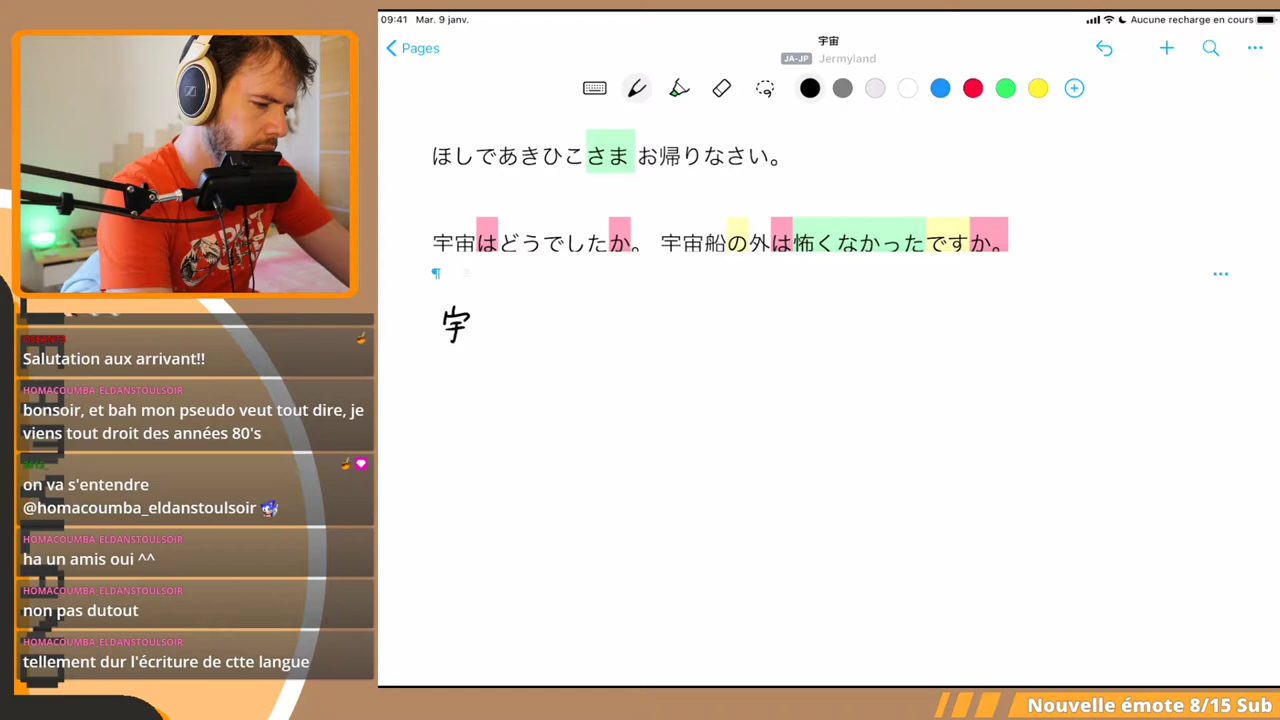 09:41 Mar. 9 janv.
Aucune recharge en cours
Pages
宇宙
JA-JP Jermyland
ほしであきひこさま お帰りなさい。
宇宙はどうでしたか。 宇宙船の外は怖くなかったですか。
宇
Salutation aux arrivant!!
HOMACOUMBA_ELDANSTOULSOIR
bonsoir, et bah mon pseudo veut tout dire, je
viens tout droit des années 80's
on va s'entendre
@homacoumba_eldanstoulsoir
HOMACOUMBA_ELDANSTOULSOIR
ha un amis oui ^^
HOMACOUMBA_ELDANSTOULSOIR
non pas dutout
HOMACOUMBA_ELDANSTOULSOIR
tellement dur l'écriture de ctte langue
Nouvelle émote 8/15 Sub